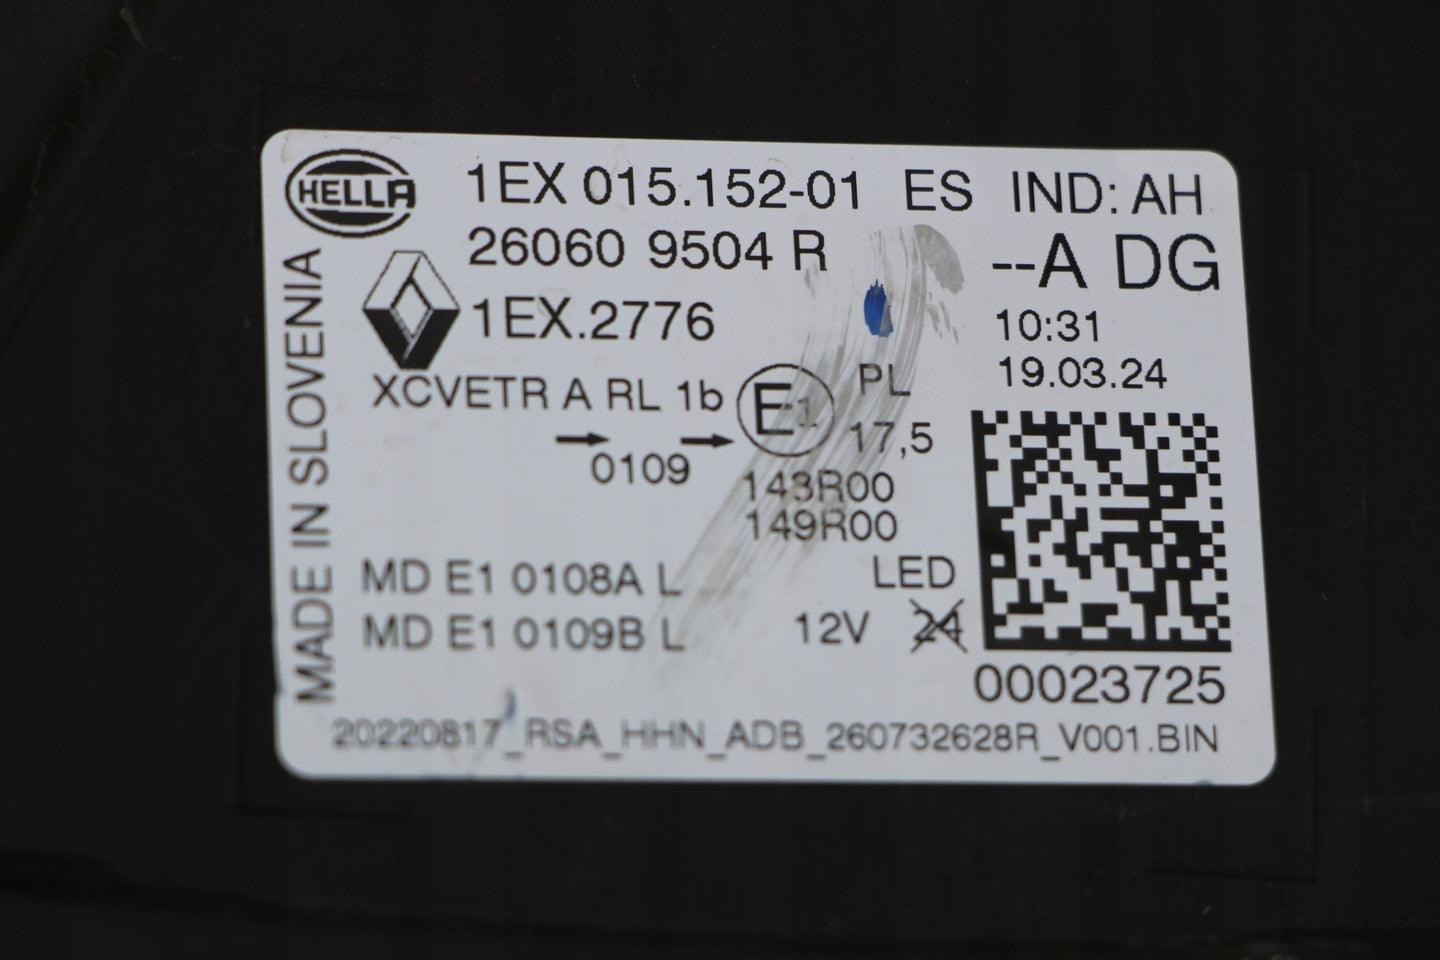 HELLA
1EX 015.152-01 ES IND: AH
26060 9504 R
--A DG
1EX.2776
10:31
19.03.24
XCVETR A RL 1b
E1
PL
17,5
→ →
0109
143R00
149R00
MD E1 0108A L
LED
MD E1 0109B L
12V 24
00023725
20220817_RSA_HHN_ADB_260732628R_V001.BIN
MADE IN SLOVENIA